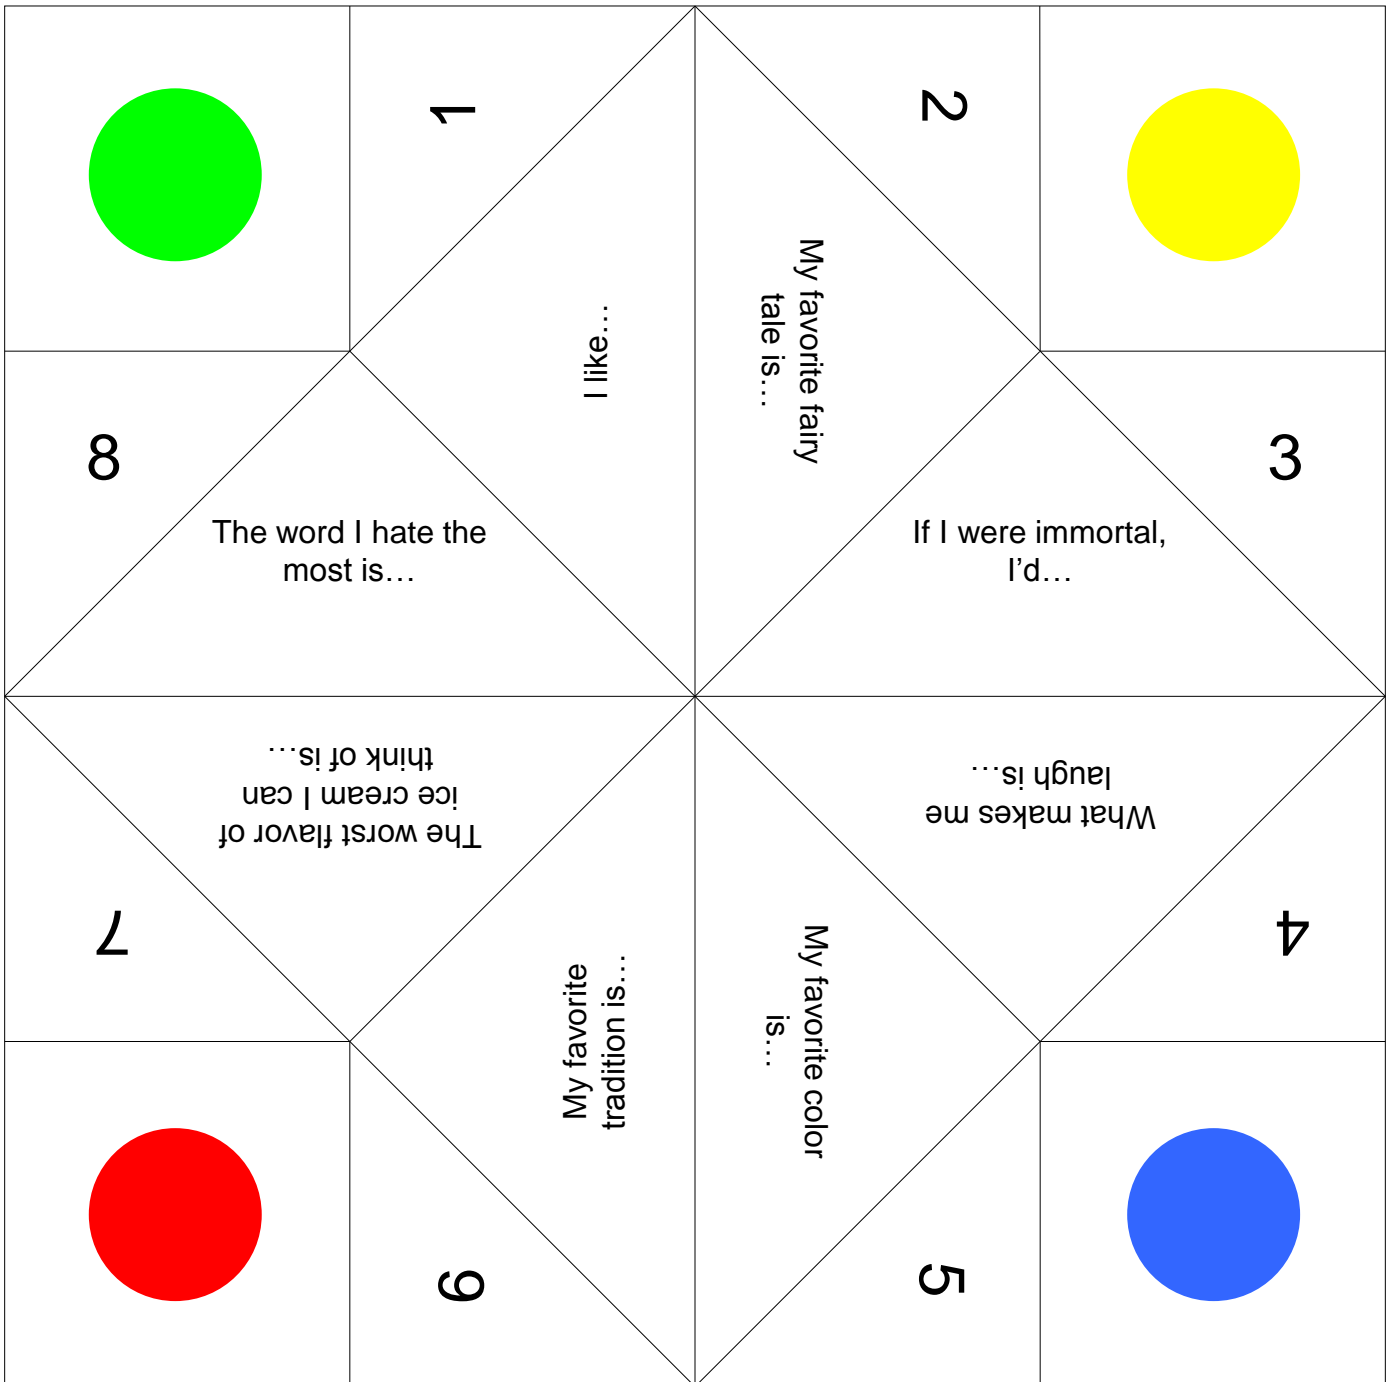 1
2
I like…
My favorite fairy
tale is…
8
3
The word I hate the
most is…
If I were immortal,
I’d…
The worst flavor of
ice cream I can
think of is…
What makes me
laugh is…
7
4
My favorite
tradition is…
My favorite color
is…
6
5